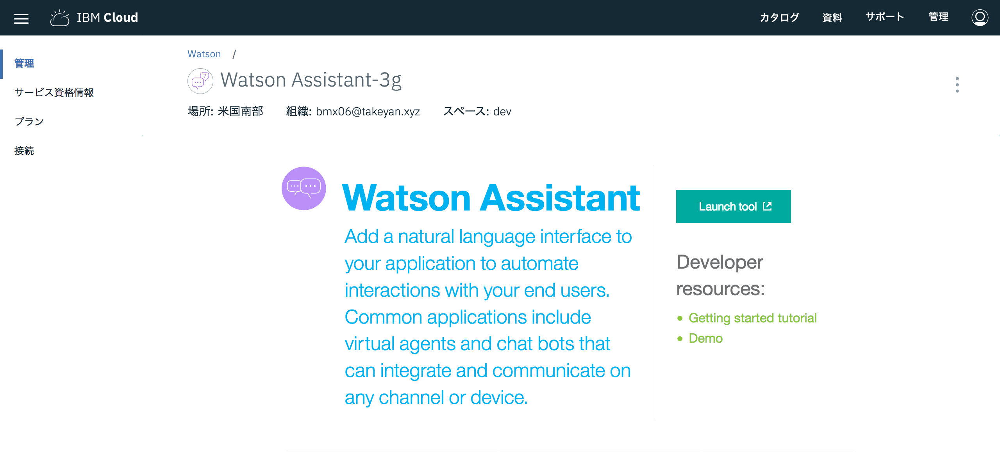 IBM Cloud
カタログ 資料 サポート 管理
管理
サービス資格情報
プラン
接続
Watson /
Watson Assistant-3g
場所: 米国南部 組織: bmx06@takeyan.xyz スペース: dev
Watson Assistant
Add a natural language interface to
your application to automate
interactions with your end users.
Common applications include
virtual agents and chat bots that
can integrate and communicate on
any channel or device.
Launch tool
Developer
resources:
Getting started tutorial
Demo